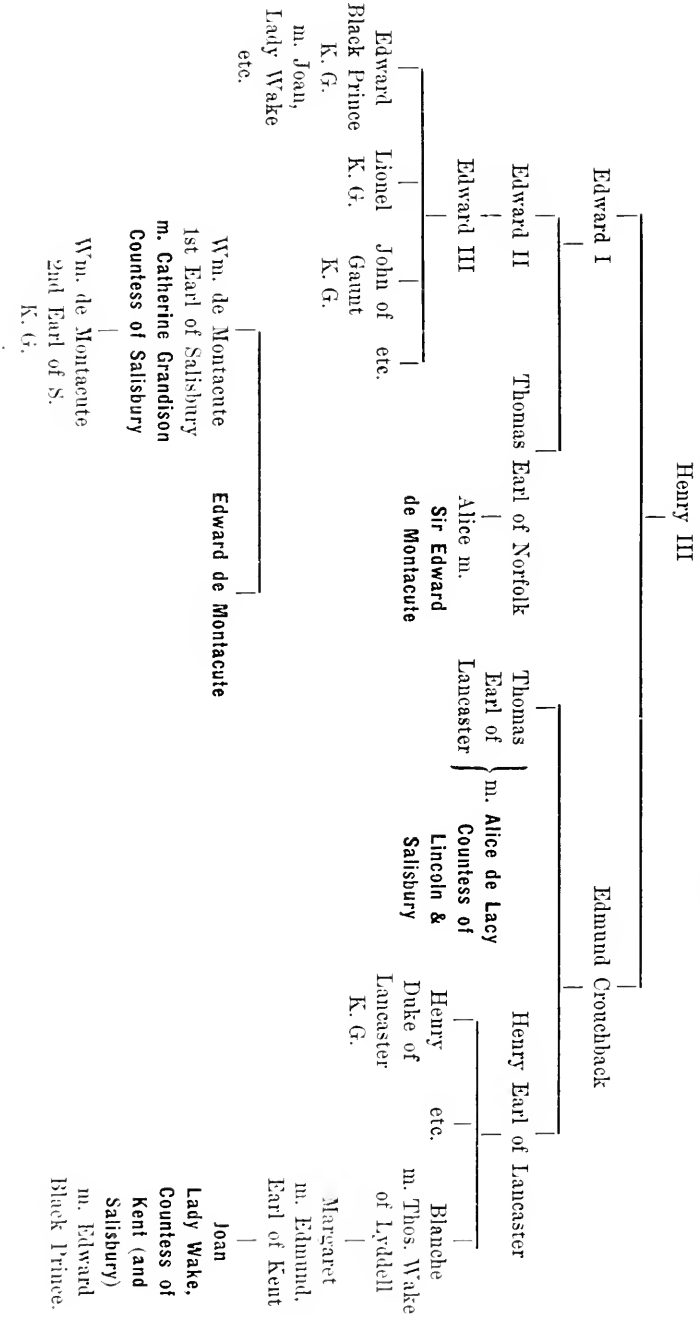 Henry III
Edward I
Edmund Crouchback
Edward II
Thomas Earl of Norfolk
Thomas
Earl of
Lancaster
m. Alice de Lacy
Countess of
Lincoln &
Salisbury
Henry Earl of Lancaster
Edward III
Alice m.
Sir Edward
de Montacute
Henry
Duke of
Lancaster
K. G.
etc.
Blanche
m. Thos. Wake
of Lyddell
Edward
Black Prince
K. G.
m. Joan,
Lady Wake
etc.
Lionel
K. G.
John of
Gaunt
K. G.
etc.
Margaret
m. Edmund,
Earl of Kent
Wm. de Montacute
1st Earl of Salisbury
m. Catherine Grandison
Countess of Salisbury
Edward de Montacute
Joan
Lady Wake,
Countess of
Kent (and
Salisbury)
m. Edward
Black Prince.
Wm. de Montacute
2nd Earl of S.
K. G.